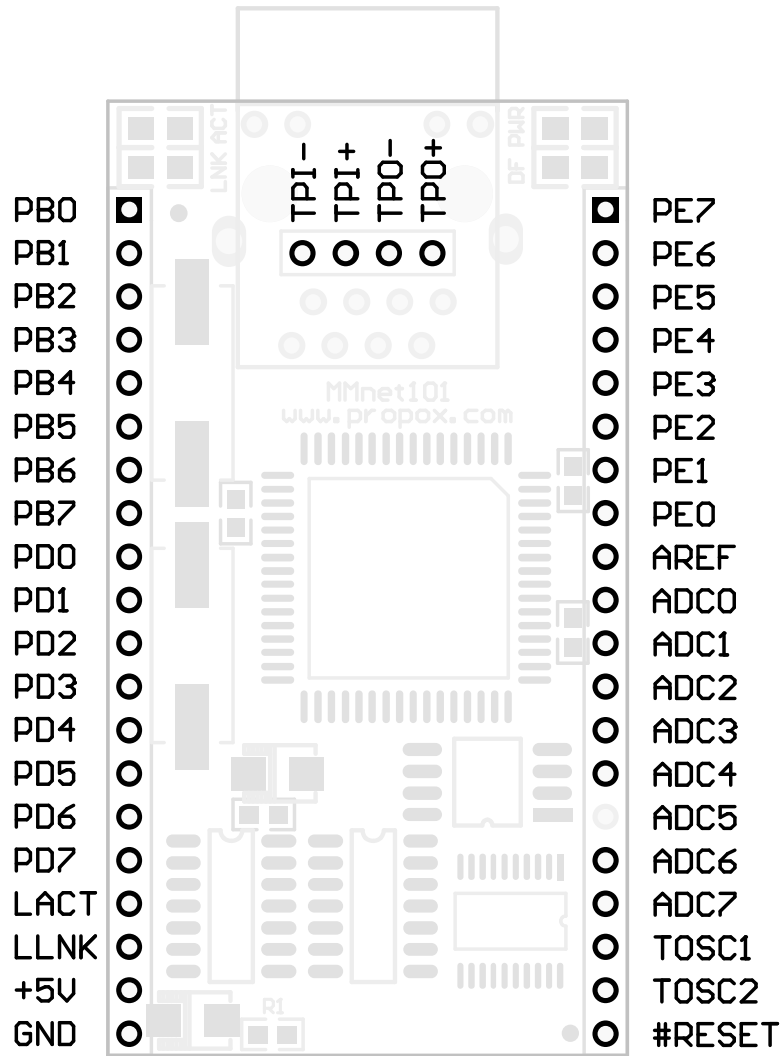 LNK ACT
TPI-
TPI+
TPO-
TPO+
DF PWR
PB0
PE7
PB1
PE6
PB2
PE5
PB3
PE4
PB4
PE3
MMnet101
www.propox.com
PB5
PE2
PB6
PE1
PB7
PE0
PD0
AREF
PD1
ADC0
PD2
ADC1
PD3
ADC2
PD4
ADC3
PD5
ADC4
PD6
ADC5
PD7
ADC6
LACT
ADC7
LLNK
TOSC1
+5V
TOSC2
R1
GND
#RESET